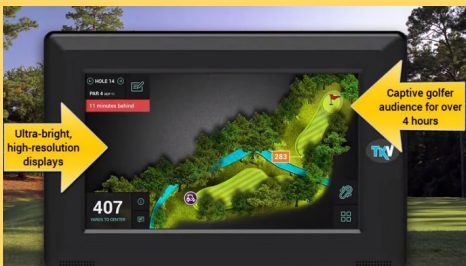 HOLE 14
PAR 4
11 minutes behind
Ultra-bright,
high-resolution
displays
Captive golfer
audience for over
4 hours
283
TKV
407
YARDS TO CENTER